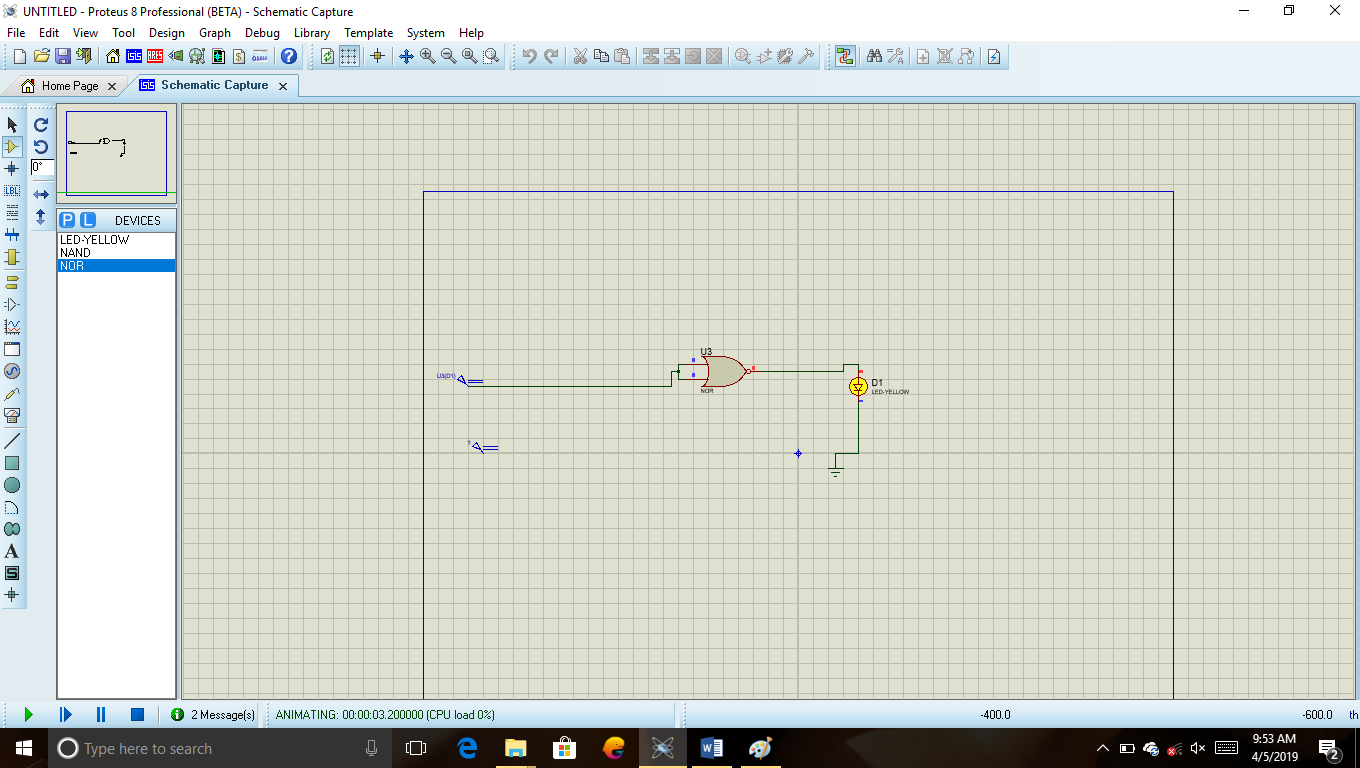 UNTITLED - Proteus 8 Professional (BETA) - Schematic Capture
File Edit View Tool Design Graph Debug Library Template System Help
Home Page
Schematic Capture
0°
P L DEVICES
LED-YELLOW
NAND
NOR
LBL
U3
U3(D1)
NOR
D1
LED-YELLOW
?
A
S
2 Message(s)
ANIMATING: 00:00:03.200000 (CPU load 0%)
-400.0
-600.0
th
Type here to search
9:53 AM
4/5/2019
2